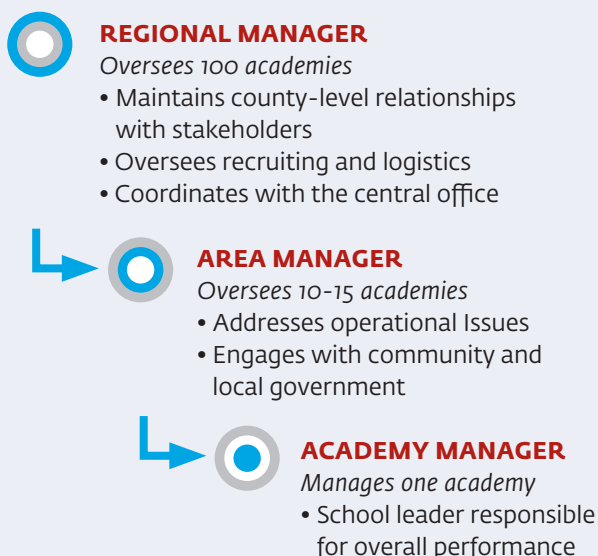 REGIONAL MANAGER
Oversees 100 academies
• Maintains county-level relationships
with stakeholders
• Oversees recruiting and logistics
• Coordinates with the central office
AREA MANAGER
Oversees 10-15 academies
• Addresses operational Issues
• Engages with community and
local government
ACADEMY MANAGER
Manages one academy
• School leader responsible
for overall performance